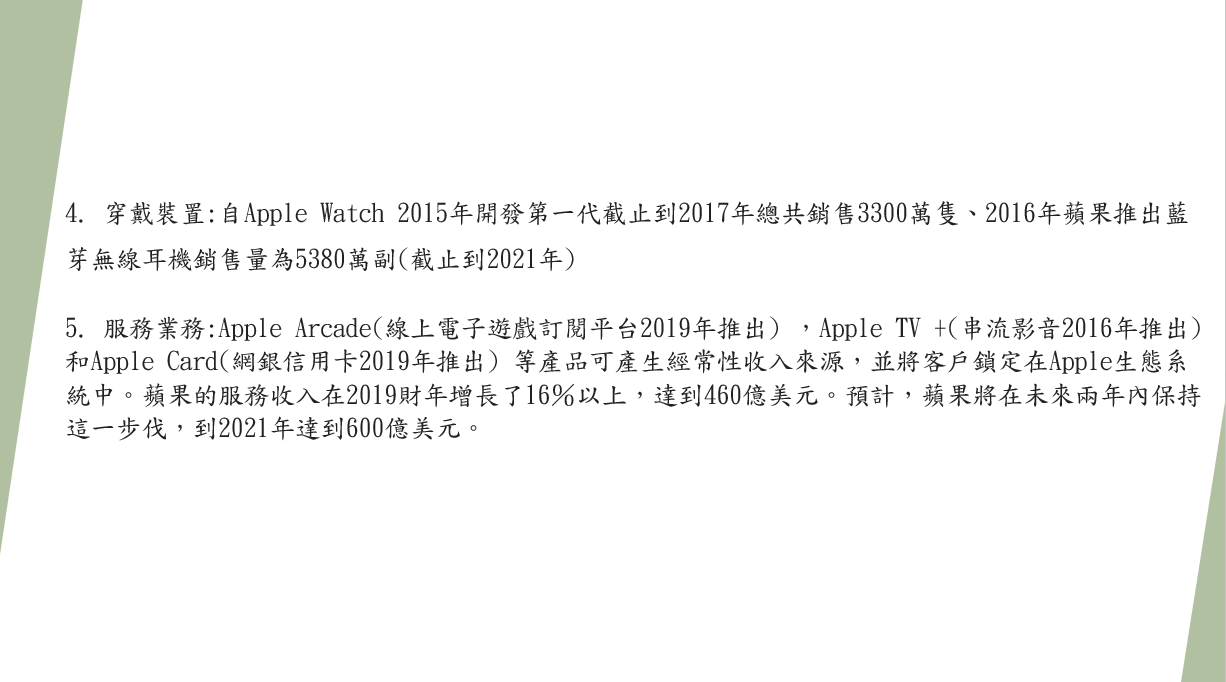 4. 穿戴裝置:自Apple Watch 2015年開發第一代截止到2017年總共銷售3300萬隻、2016年蘋果推出藍
芽無線耳機銷售量為5380萬副(截止到2021年)
5. 服務業務:Apple Arcade(線上電子遊戲訂閱平台2019年推出) ，Apple TV +(串流影音2016年推出)
和Apple Card(網銀信用卡2019年推出) 等產品可產生經常性收入來源，並將客戶鎖定在Apple生態系
統中。蘋果的服務收入在2019財年增長了16%以上，達到460億美元。預計，蘋果將在未來兩年內保持
這一步伐，到2021年達到600億美元。